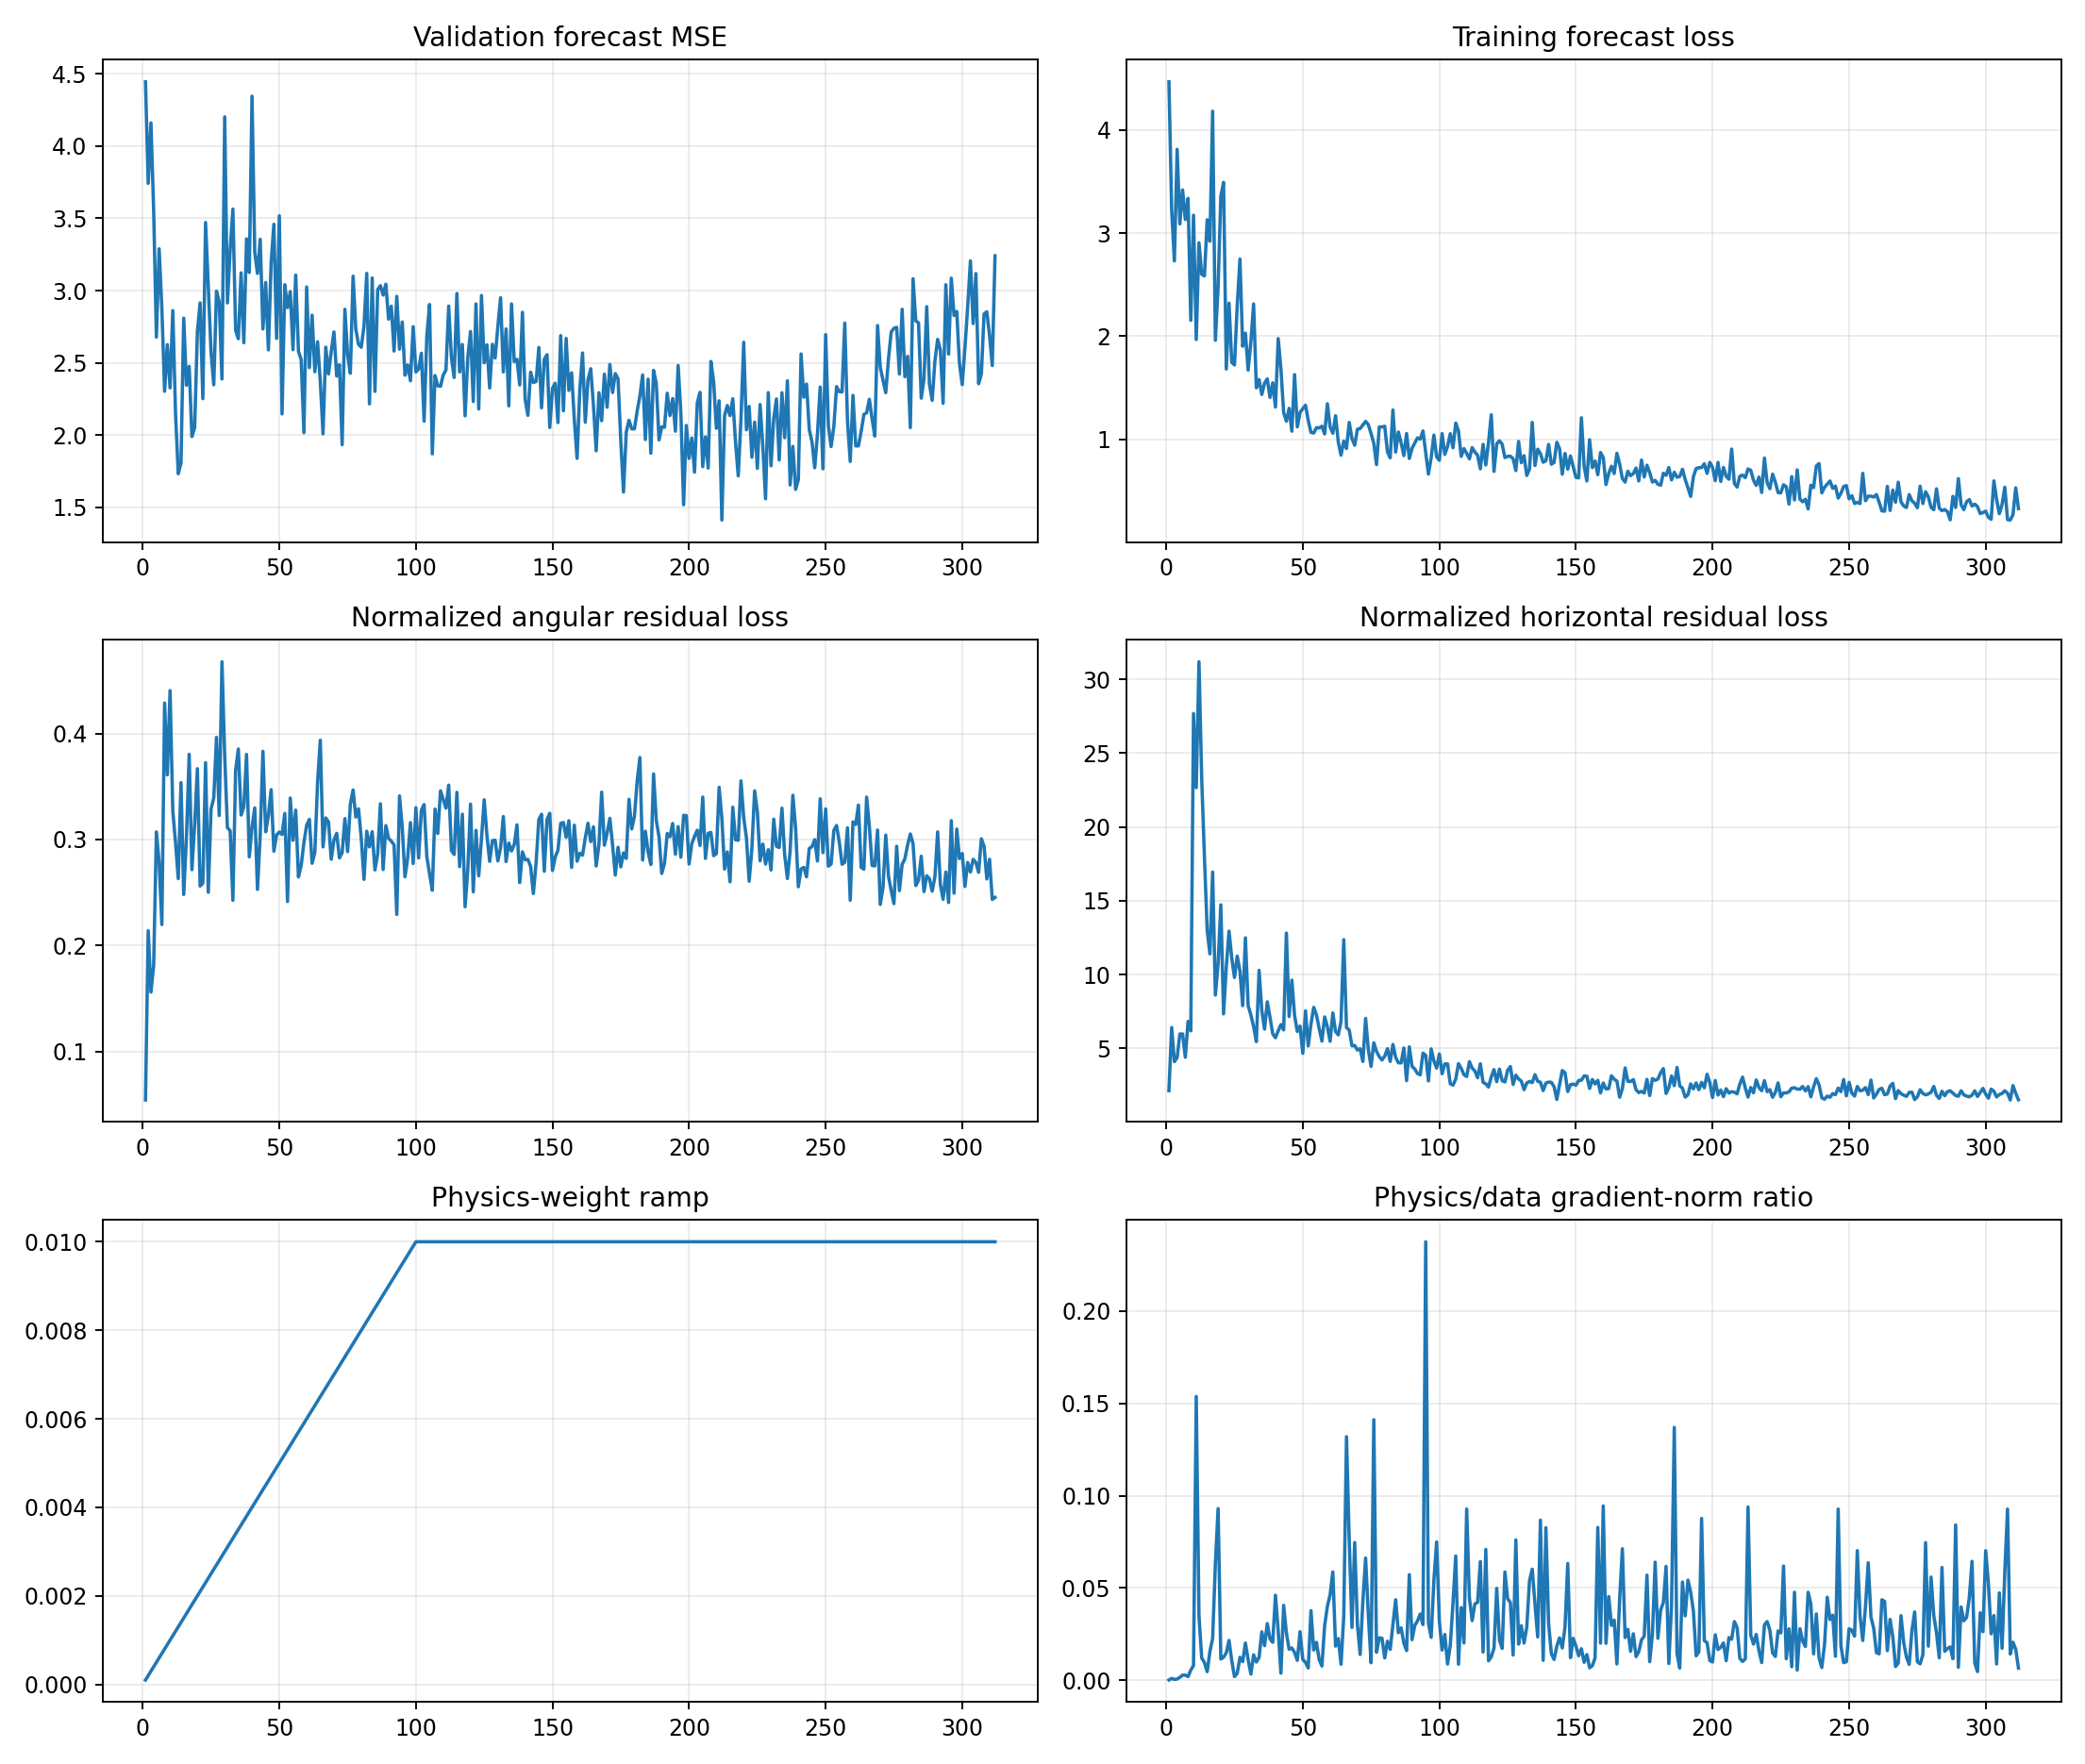 Validation forecast MSE
4.5
4.0
3.5
3.0
2.5
2.0
1.5
0 50 100 150 200 250 300
Training forecast loss
4
3
2
1
0 50 100 150 200 250 300
Normalized angular residual loss
0.4
0.3
0.2
0.1
0 50 100 150 200 250 300
Normalized horizontal residual loss
30
25
20
15
10
5
0 50 100 150 200 250 300
Physics-weight ramp
0.010
0.008
0.006
0.004
0.002
0.000
0 50 100 150 200 250 300
Physics/data gradient-norm ratio
0.20
0.15
0.10
0.05
0.00
0 50 100 150 200 250 300